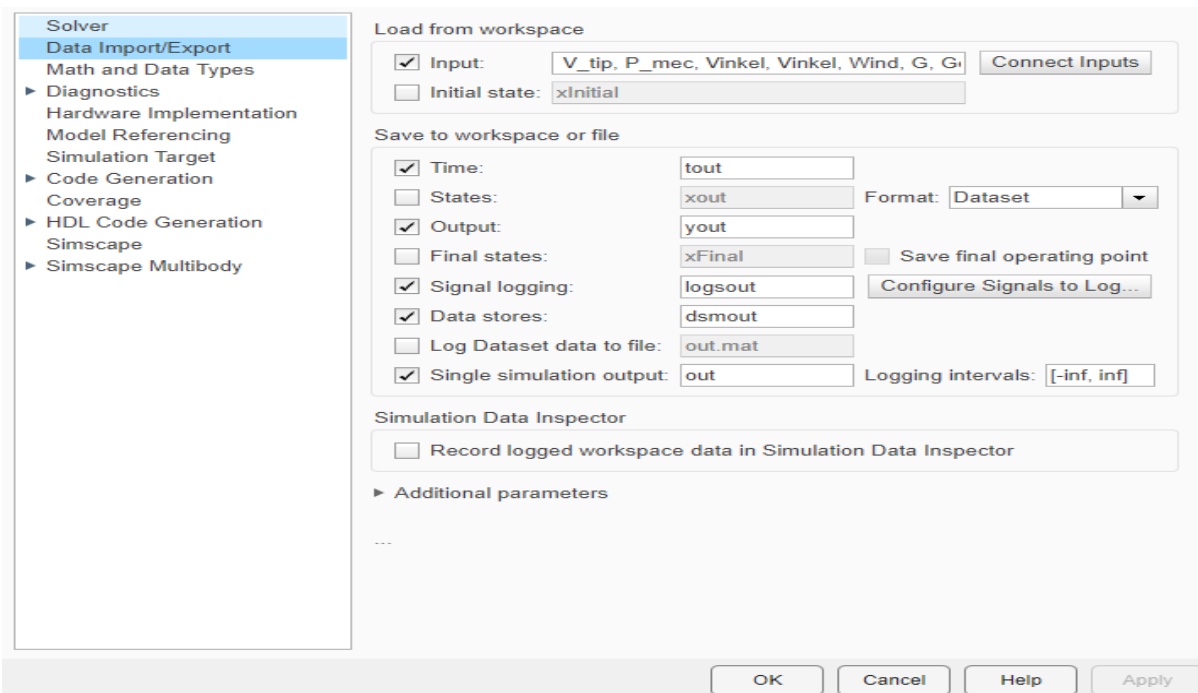 Solver
Data Import/Export
Math and Data Types
Diagnostics
Hardware Implementation
Model Referencing
Simulation Target
Code Generation
Coverage
HDL Code Generation
Simscape
Simscape Multibody
Load from workspace
Input: V_tip, P_mec, Vinkel, Vinkel, Wind, G, Connect Inputs
Initial state: xInitial
Save to workspace or file
Time: tout
States: xout Format: Dataset
Output: yout
Final states: xFinal Save final operating point
Signal logging: logsout Configure Signals to Log...
Data stores: dsmout
Log Dataset data to file: out.mat
Single simulation output: out Logging intervals: [-inf, inf]
Simulation Data Inspector
Record logged workspace data in Simulation Data Inspector
Additional parameters
...
OK Cancel Help Apply